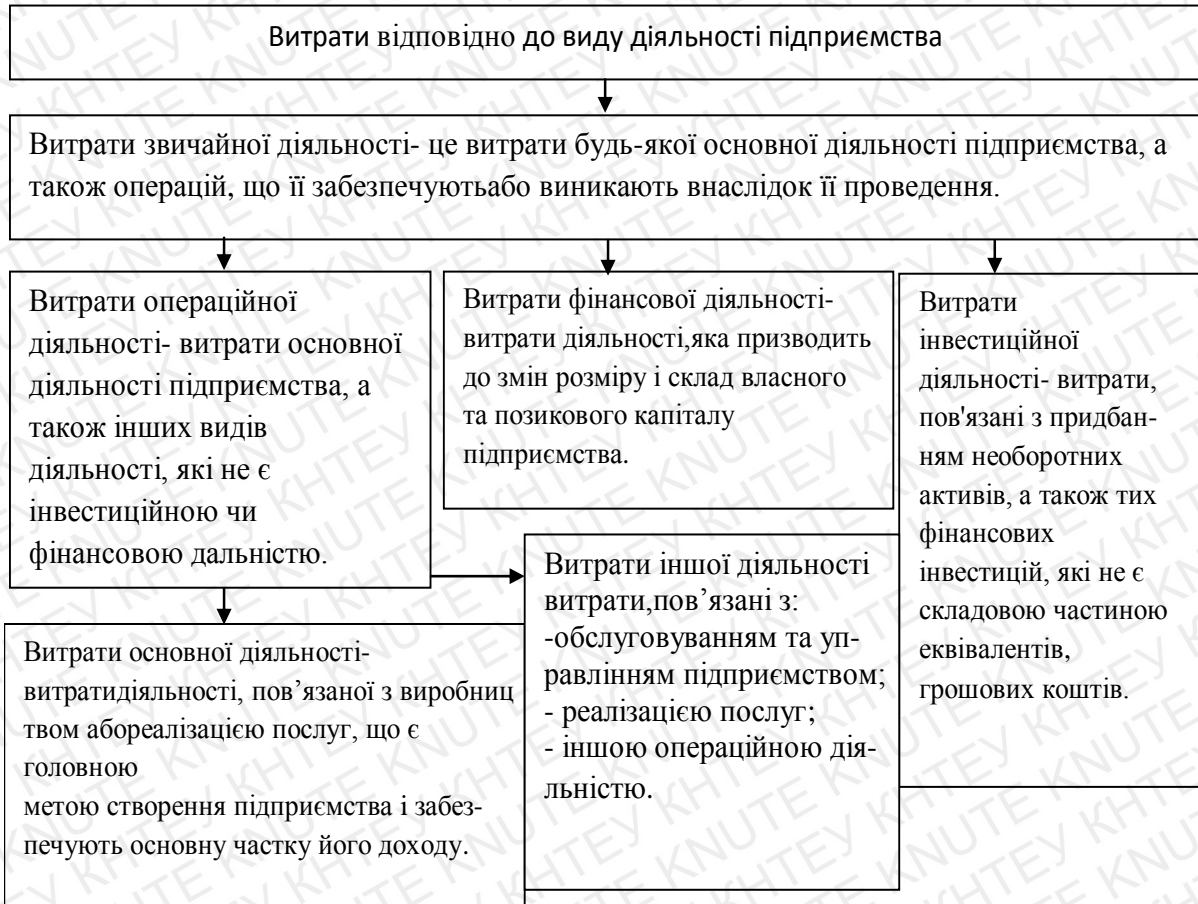 Витрати відповідно до виду діяльності підприємства
Витрати звичайної діяльності- це витрати будь-якої основної діяльності підприємства, а
також операцій, що її забезпечуютьабо виникають внаслідок її проведення.
Витрати операційної
діяльності- витрати основної
діяльності підприємства, а
також інших видів
діяльності, які не є
інвестиційною чи
фінансовою дальністю.
Витрати фінансової діяльності-
витрати діяльності,яка призводить
до змін розміру і склад власного
та позикового капіталу
підприємства.
Витрати
інвестиційної
діяльності- витрати,
пов'язані з придбан-
ням необоротних
активів, а також тих
фінансових
інвестицій, які не є
складовою частиною
еквівалентів,
грошових коштів.
Витрати основної діяльності-
витратидіяльності, пов’язаної з виробниц
твом абореалізацією послуг, що є
головною
метою створення підприємства і забез-
печують основну частку його доходу.
Витрати іншої діяльності
витрати,пов’язані з:
-обслуговуванням та уп-
равлінням підприємством;
- реалізацією послуг;
- іншою операційною дія-
льністю.